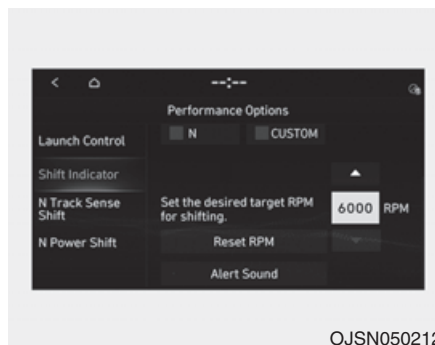 --:--
Performance Options
N
CUSTOM
Launch Control
Shift Indicator
N Track Sense
Shift
N Power Shift
Set the desired target RPM
for shifting.
6000 RPM
Reset RPM
Alert Sound
OJSN050212